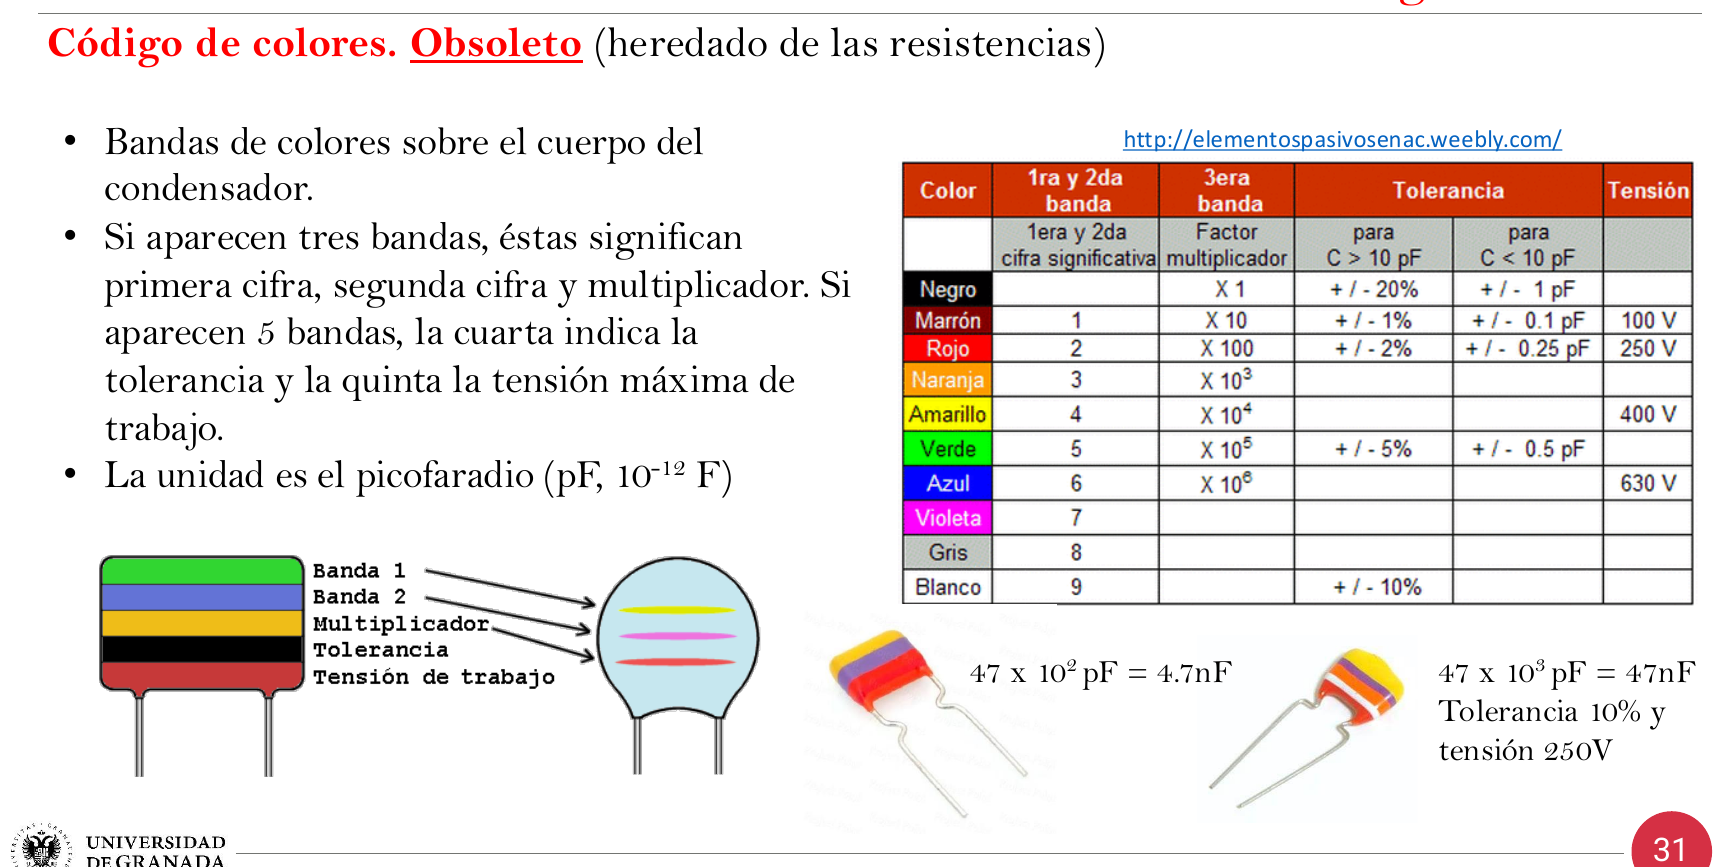 Código de colores. Obsoleto (heredado de las resistencias)
• Bandas de colores sobre el cuerpo del
condensador.
• Si aparecen tres bandas, éstas significan
primera cifra, segunda cifra y multiplicador. Si
aparecen 5 bandas, la cuarta indica la
tolerancia y la quinta la tensión máxima de
trabajo.
• La unidad es el picofaradio (pF, 10⁻¹² F)
http://elementospasivosenac.weebly.com/
Color 1ra y 2da banda 3era banda Tolerancia Tensión
1era y 2da cifra significativa Factor multiplicador para C > 10 pF para C < 10 pF
Negro X 1 + / - 20% + / - 1 pF
Marrón 1 X 10 + / - 1% + / - 0.1 pF 100 V
Rojo 2 X 100 + / - 2% + / - 0.25 pF 250 V
Naranja 3 X 10³
Amarillo 4 X 10⁴ 400 V
Verde 5 X 10⁵ + / - 5% + / - 0.5 pF
Azul 6 X 10⁶ 630 V
Violeta 7
Gris 8
Blanco 9 + / - 10%
Banda 1
Banda 2
Multiplicador
Tolerancia
Tensión de trabajo
47 x 10² pF = 4.7nF
47 x 10³ pF = 47nF
Tolerancia 10% y
tensión 250V
UNIVERSIDAD
DE GRANADA
31